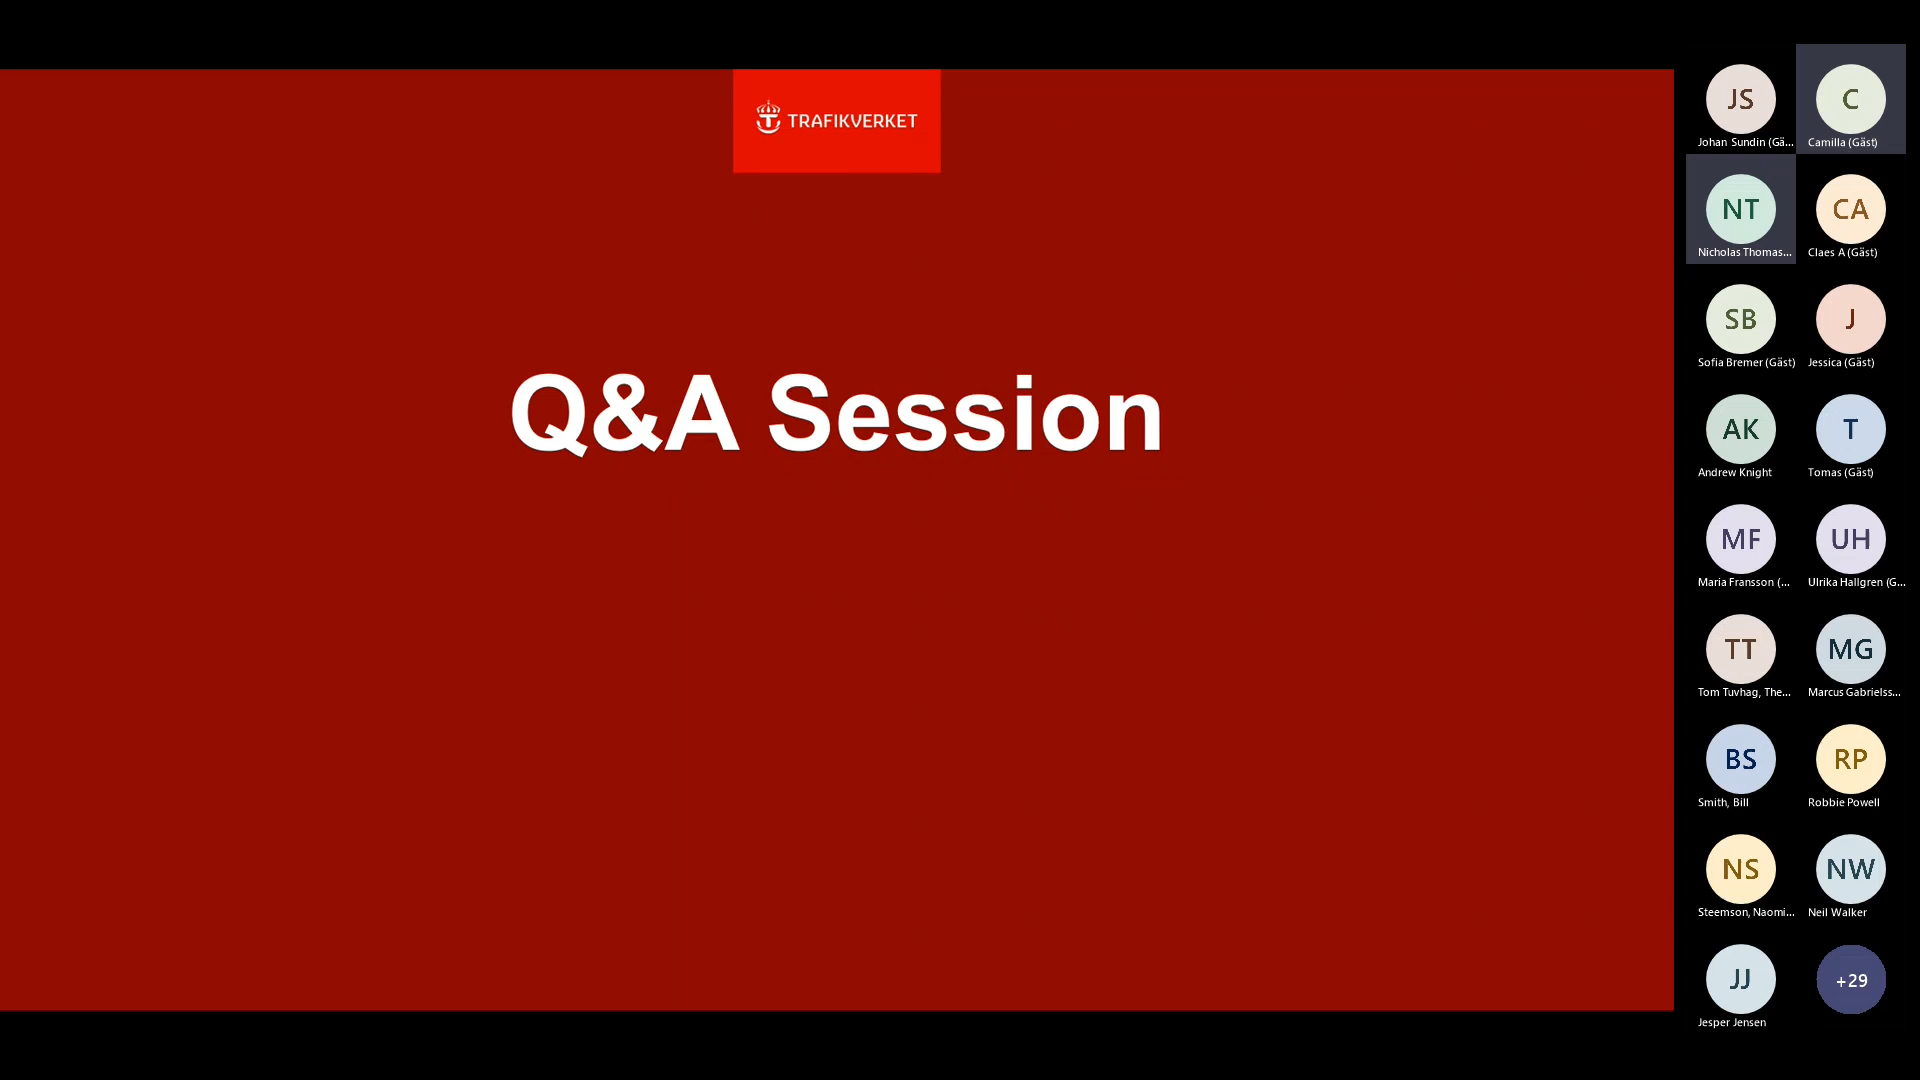 TRAFIKVERKET
Q&A Session
JS
Johan Sundin (Gä...
C
Camilla (Gäst)
NT
Nicholas Thomas...
CA
Claes A (Gäst)
SB
Sofia Bremer (Gäst)
J
Jessica (Gäst)
AK
Andrew Knight
T
Tomas (Gäst)
MF
Maria Fransson (...
UH
Ulrika Hallgren (G...
TT
Tom Tuvhag, The...
MG
Marcus Gabrielss...
BS
Smith, Bill
RP
Robbie Powell
NS
Steemson, Naomi...
NW
Neil Walker
JJ
Jesper Jensen
+29